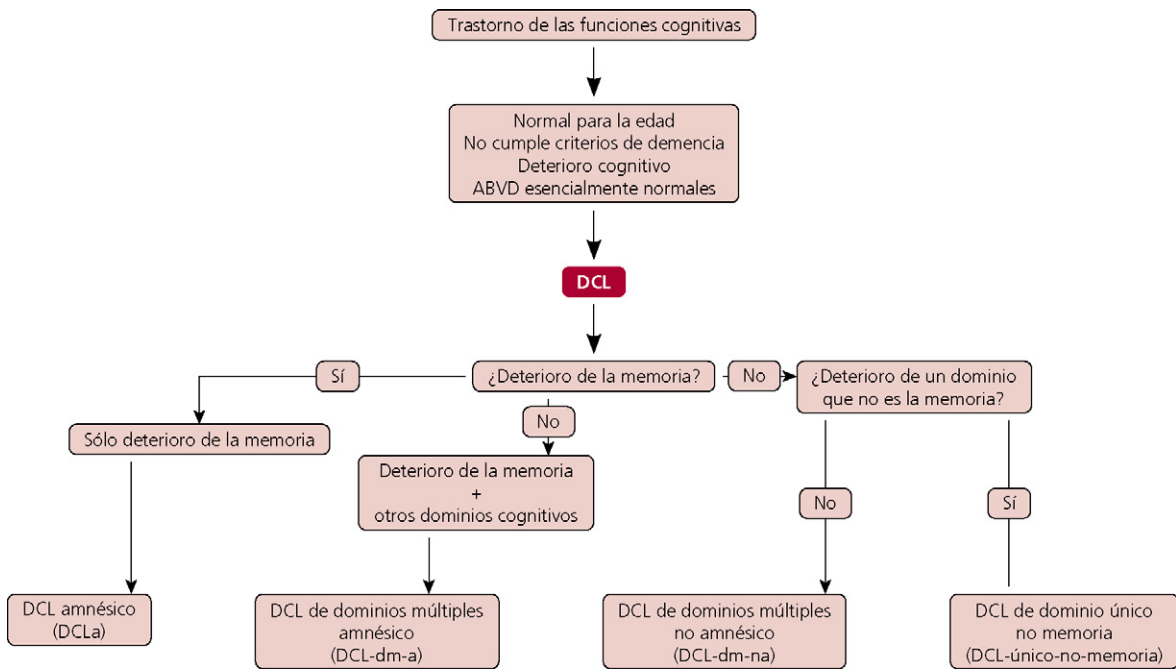 Trastorno de las funciones cognitivas
Normal para la edad
No cumple criterios de demencia
Deterioro cognitivo
ABVD esencialmente normales
DCL
Sí
¿Deterioro de la memoria?
No
¿Deterioro de un dominio
que no es la memoria?
Sólo deterioro de la memoria
No
Deterioro de la memoria
+
otros dominios cognitivos
No
Sí
DCL amnésico
(DCLa)
DCL de dominios múltiples
amnésico
(DCL-dm-a)
DCL de dominios múltiples
no amnésico
(DCL-dm-na)
DCL de dominio único
no memoria
(DCL-único-no-memoria)